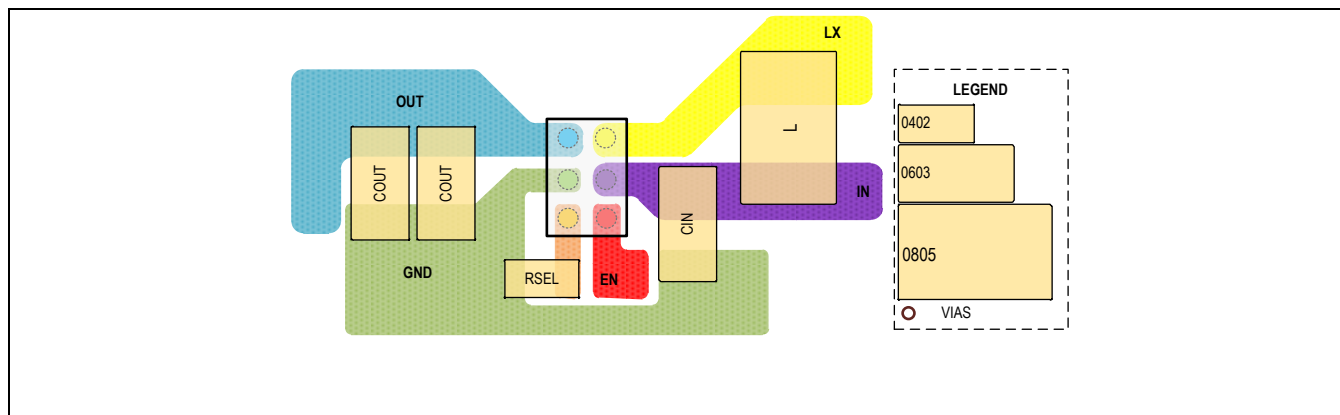 LX
OUT
LEGEND
0402
0603
0805
VIAS
COUT
COUT
L
IN
CIN
GND
RSEL
EN